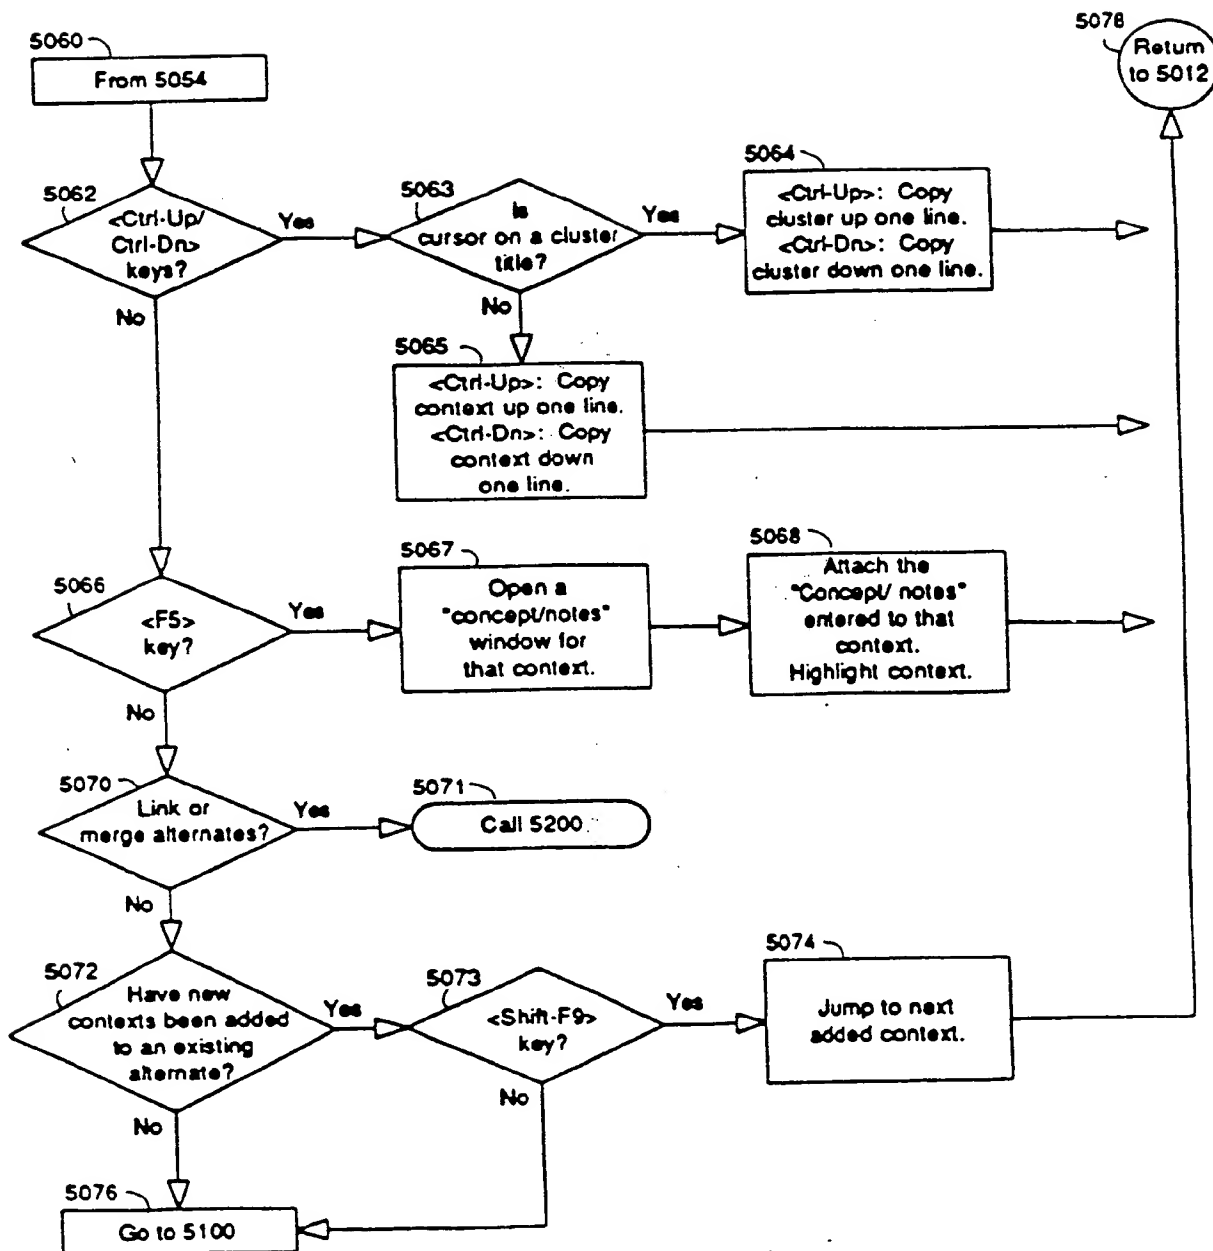 5060
From 5054
5078
Return
to 5012
5062
<Ctrl-Up/
Ctrl-Dn>
keys?
Yes
No
5063
Is
cursor on a cluster
title?
Yes
No
5064
<Ctrl-Up>: Copy
cluster up one line.
<Ctrl-Dn>: Copy
cluster down one line.
5065
<Ctrl-Up>: Copy
context up one line.
<Ctrl-Dn>: Copy
context down
one line.
5066
<F5>
key?
Yes
No
5067
Open a
"concept/notes"
window for
that context.
5068
Attach the
"Concept/ notes"
entered to that
context.
Highlight context.
5070
Link or
merge alternates?
Yes
No
5071
Call 5200
5072
Have new
contexts been added
to an existing
alternate?
Yes
No
5073
<Shift-F9>
key?
Yes
No
5074
Jump to next
added context.
5076
Go to 5100